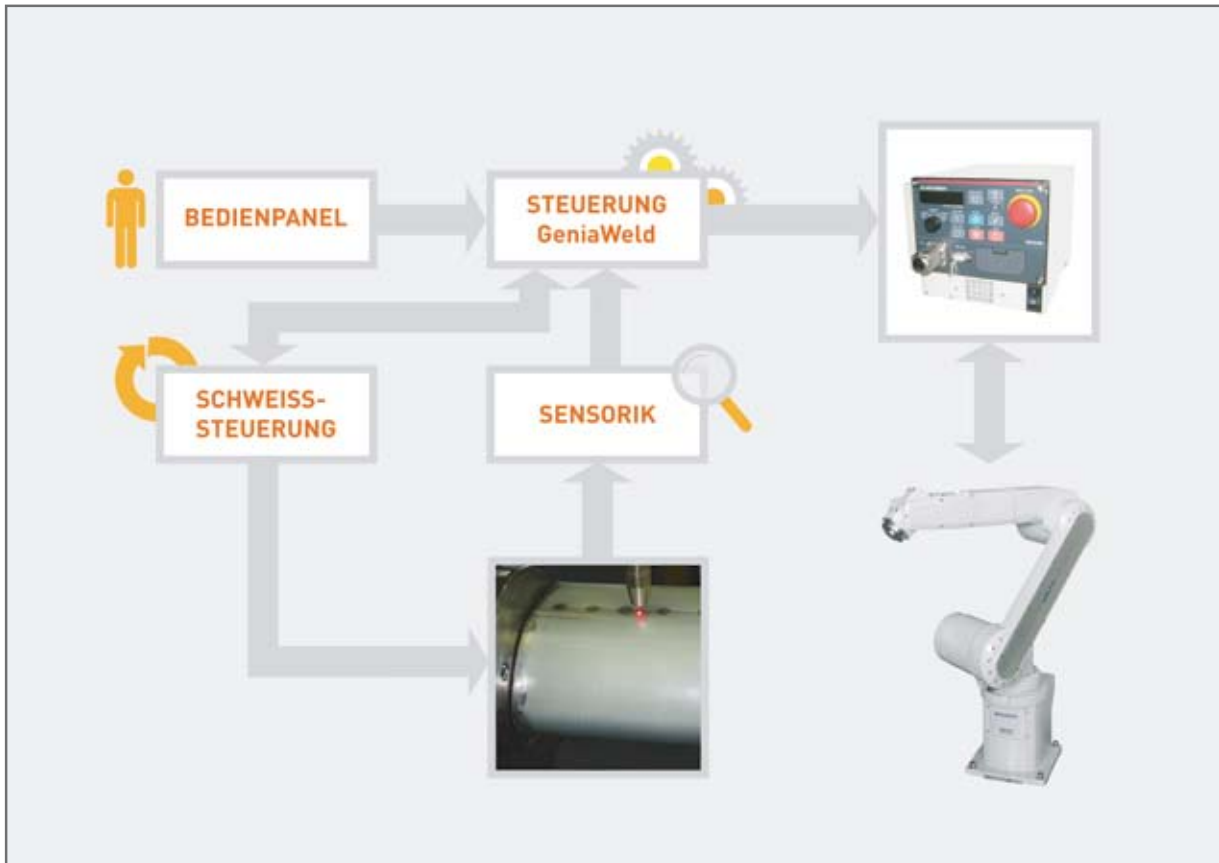 BEDIENPANEL
STEUERUNG
GeniaWeld
SCHWEISS-
STEUERUNG
SENSORIK